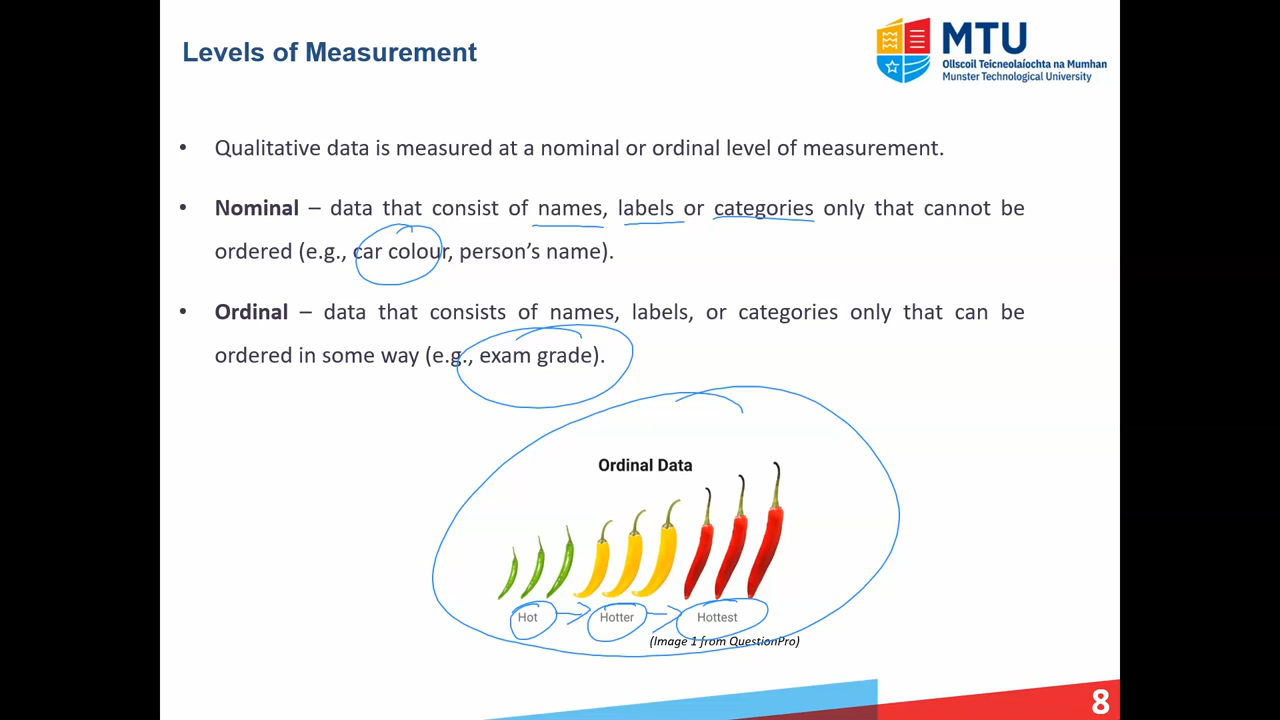 Levels of Measurement
MTU
Ollscoil Teicneolaíochta na Mumhan
Munster Technological University
• Qualitative data is measured at a nominal or ordinal level of measurement.
• Nominal – data that consist of names, labels or categories only that cannot be
ordered (e.g., car colour, person’s name).
• Ordinal – data that consists of names, labels, or categories only that can be
ordered in some way (e.g., exam grade).
Ordinal Data
Hot Hotter Hottest
(Image 1 from QuestionPro)
8